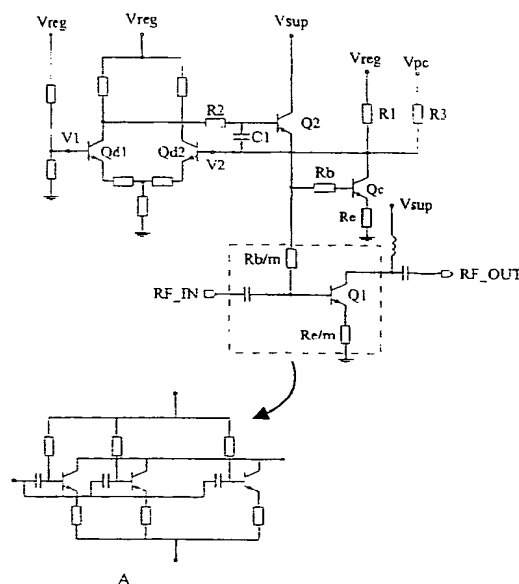 Vreg Vreg Vsup Vreg Vpc
R2 Q2 R1 R3
V1 Qd1 Qd2 V2 C1
Rb Qc
Re Vsup
Rb/m
RF_IN Q1 RF_OUT
Re/m
A